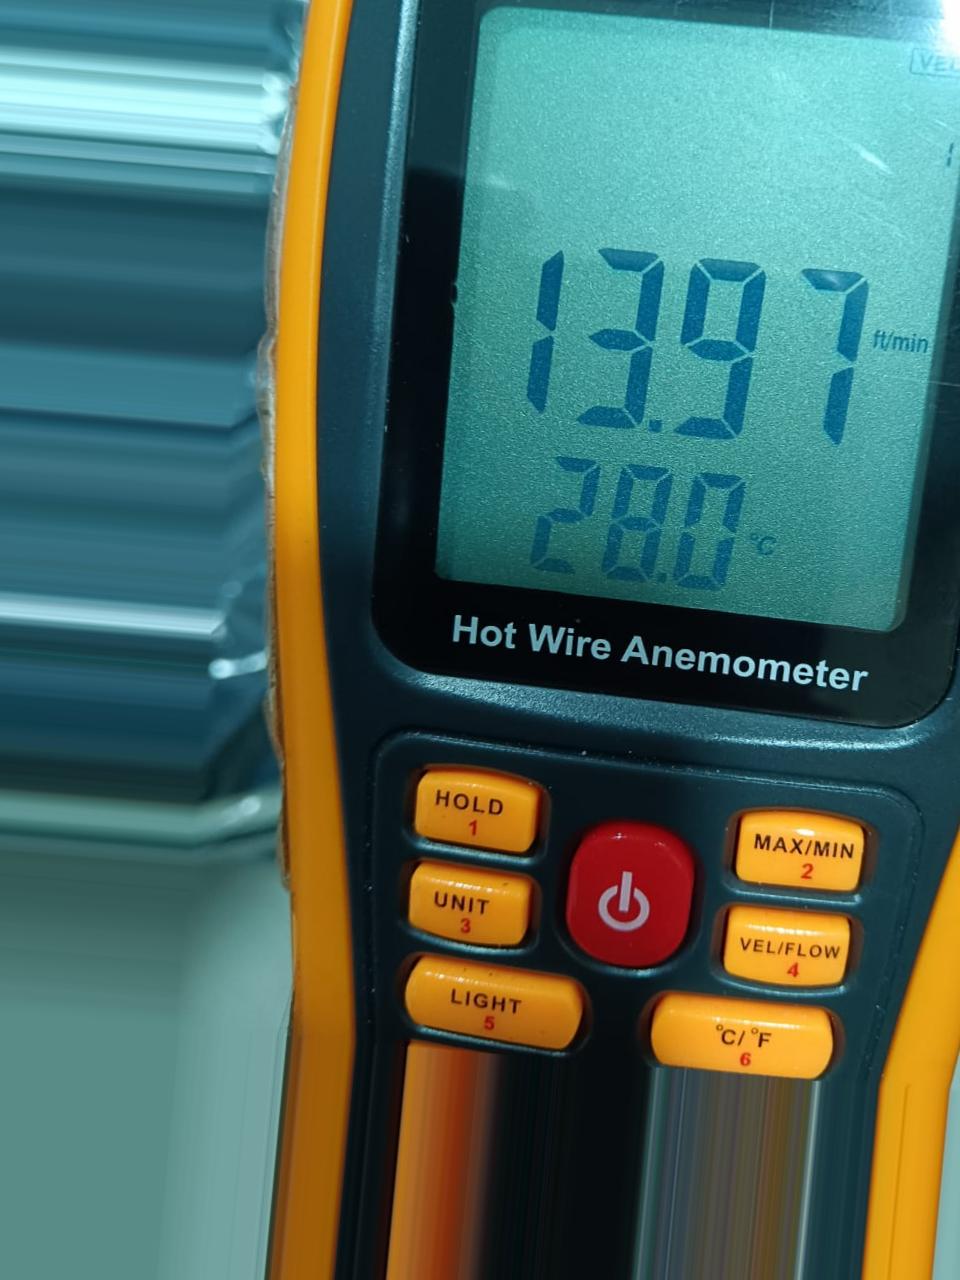 13.97 ft/min
28.0 °C
Hot Wire Anemometer
HOLD
1
MAX/MIN
2
UNIT
3
VEL/FLOW
4
LIGHT
5
°C/°F
6